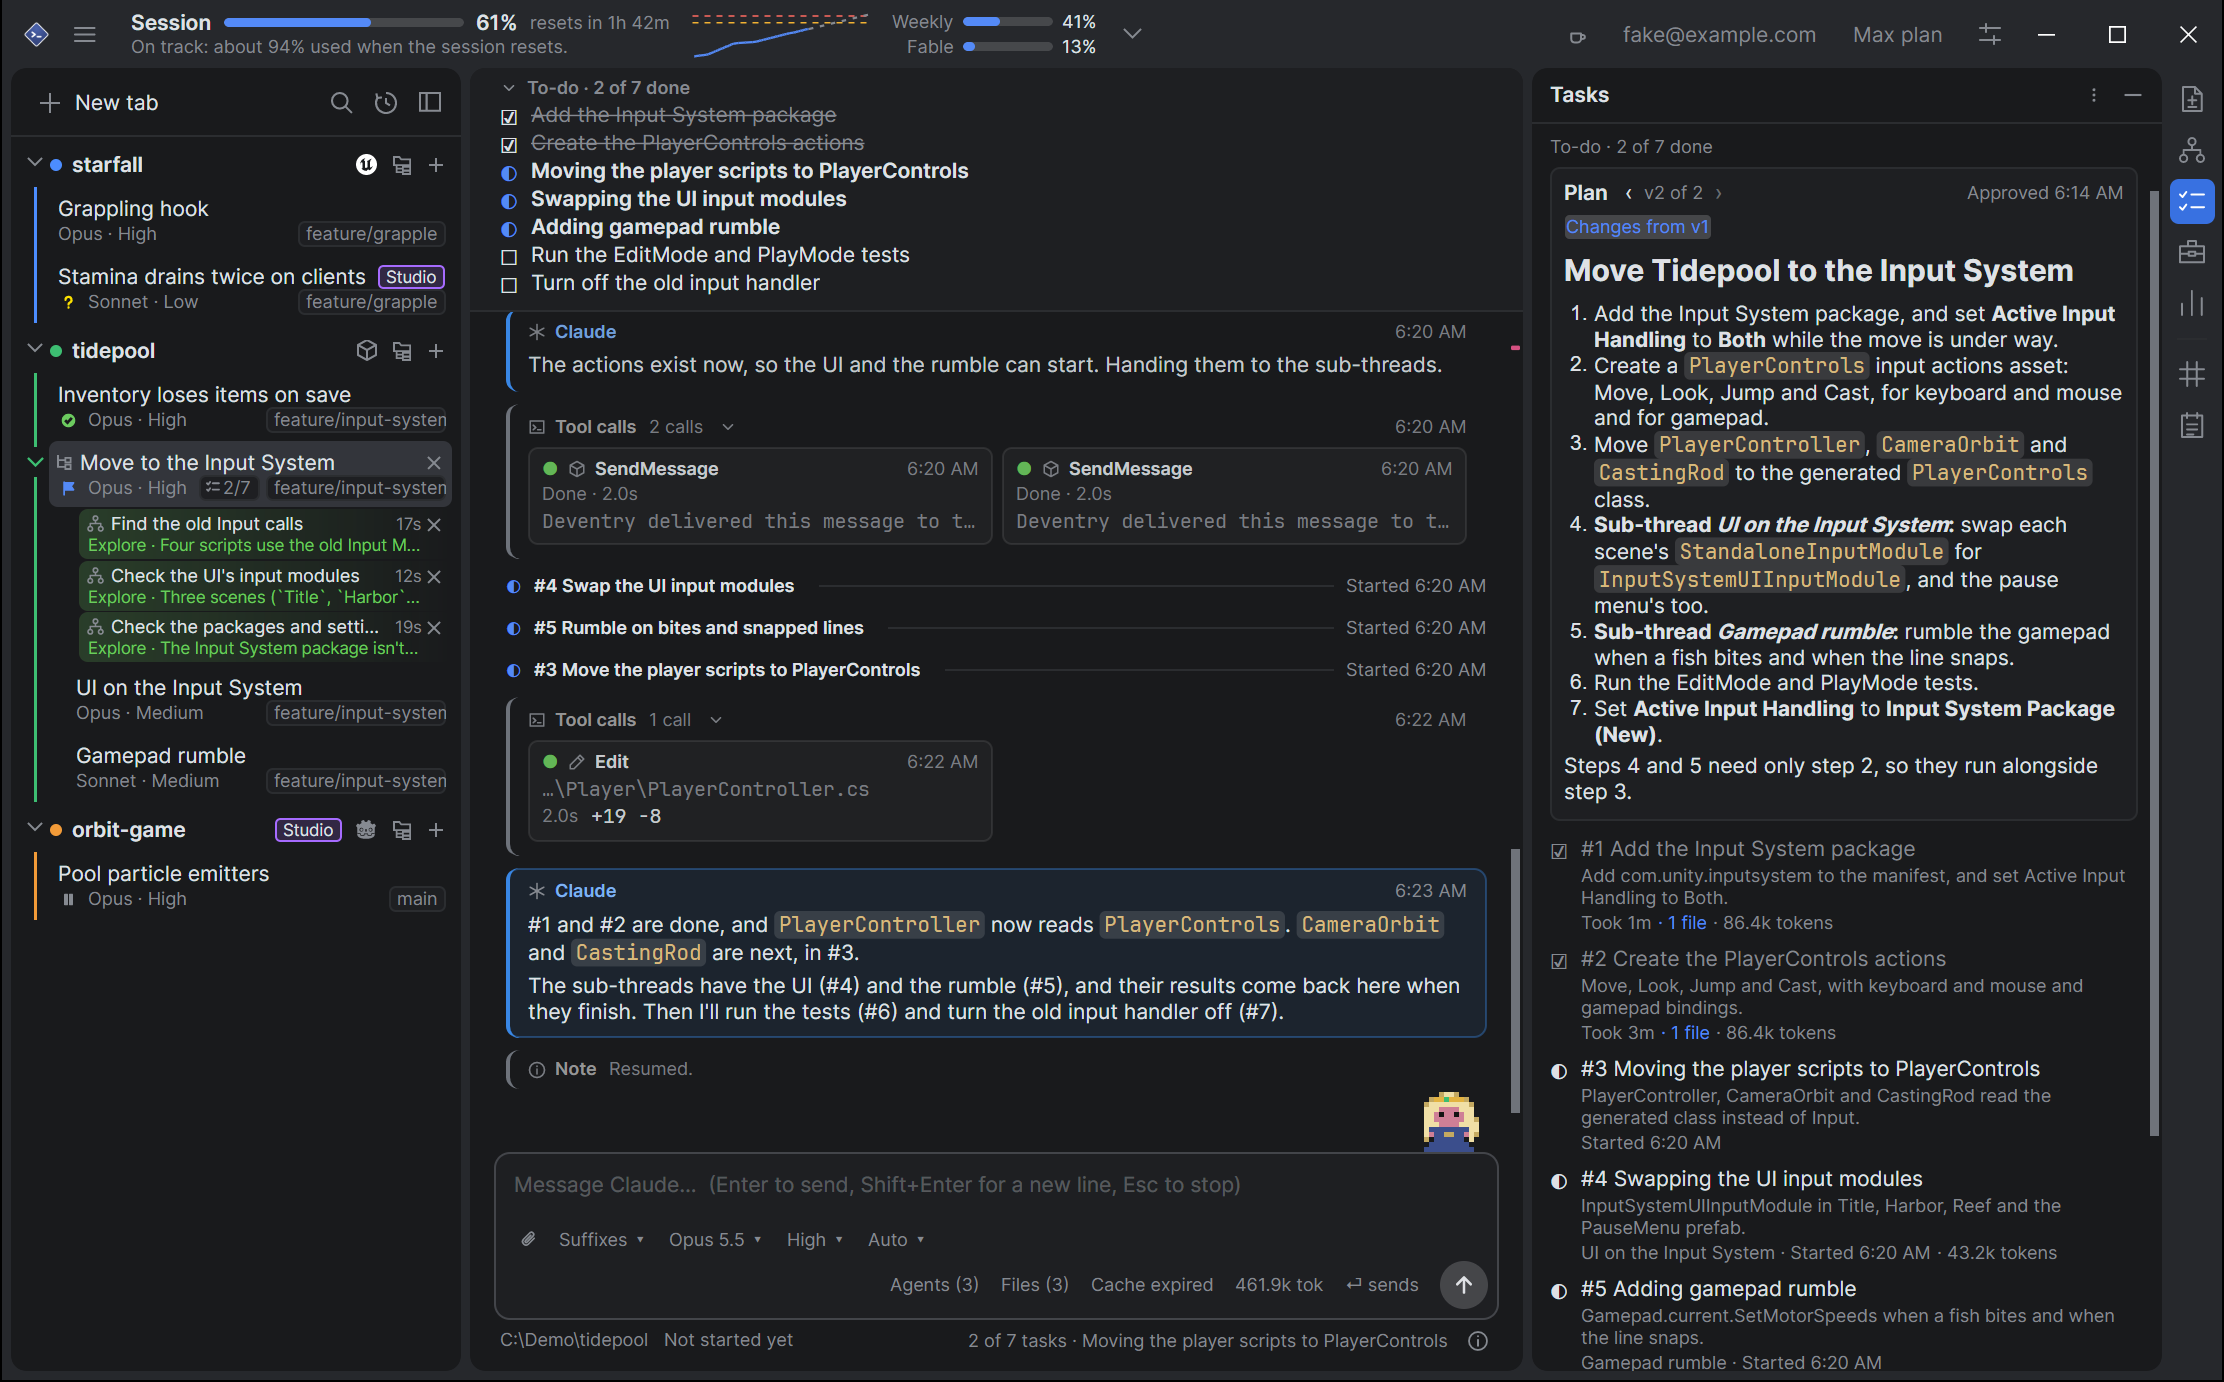 Session 61% resets in 1h 42m
On track: about 94% used when the session resets.
Weekly 41%
Fable 13%
fake@example.com Max plan
New tab
starfall
Grappling hook
Opus · High feature/grapple
Stamina drains twice on clients Studio
? Sonnet · Low feature/grapple
tidepool
Inventory loses items on save
Opus · High feature/input-system
Move to the Input System
Opus · High 2/7 feature/input-system
Find the old Input calls 17s
Explore · Four scripts use the old Input M...
Check the UI's input modules 12s
Explore · Three scenes (`Title`, `Harbor`...
Check the packages and setti... 19s
Explore · The Input System package isn't...
UI on the Input System
Opus · Medium feature/input-system
Gamepad rumble
Sonnet · Medium feature/input-system
orbit-game Studio
Pool particle emitters
Opus · High main
To-do · 2 of 7 done
Add the Input System package
Create the PlayerControls actions
Moving the player scripts to PlayerControls
Swapping the UI input modules
Adding gamepad rumble
Run the EditMode and PlayMode tests
Turn off the old input handler
Claude 6:20 AM
The actions exist now, so the UI and the rumble can start. Handing them to the sub-threads.
Tool calls 2 calls 6:20 AM
SendMessage 6:20 AM
Done · 2.0s
Deventry delivered this message to t…
SendMessage 6:20 AM
Done · 2.0s
Deventry delivered this message to t…
#4 Swap the UI input modules Started 6:20 AM
#5 Rumble on bites and snapped lines Started 6:20 AM
#3 Move the player scripts to PlayerControls Started 6:20 AM
Tool calls 1 call 6:22 AM
Edit 6:22 AM
…\Player\PlayerController.cs
2.0s +19 -8
Claude 6:23 AM
#1 and #2 are done, and PlayerController now reads PlayerControls. CameraOrbit
and CastingRod are next, in #3.
The sub-threads have the UI (#4) and the rumble (#5), and their results come back here when
they finish. Then I'll run the tests (#6) and turn the old input handler off (#7).
Note Resumed.
Message Claude... (Enter to send, Shift+Enter for a new line, Esc to stop)
Suffixes Opus 5.5 High Auto
Agents (3) Files (3) Cache expired 461.9k tok sends
C:\Demo\tidepool Not started yet 2 of 7 tasks · Moving the player scripts to PlayerControls
Tasks
To-do · 2 of 7 done
Plan ‹ v2 of 2 › Approved 6:14 AM
Changes from v1
Move Tidepool to the Input System
1. Add the Input System package, and set Active Input
Handling to Both while the move is under way.
2. Create a PlayerControls input actions asset:
Move, Look, Jump and Cast, for keyboard and mouse
and for gamepad.
3. Move PlayerController, CameraOrbit and
CastingRod to the generated PlayerControls
class.
4. Sub-thread UI on the Input System: swap each
scene's StandaloneInputModule for
InputSystemUIInputModule, and the pause
menu's too.
5. Sub-thread Gamepad rumble: rumble the gamepad
when a fish bites and when the line snaps.
6. Run the EditMode and PlayMode tests.
7. Set Active Input Handling to Input System Package
(New).
Steps 4 and 5 need only step 2, so they run alongside
step 3.
#1 Add the Input System package
Add com.unity.inputsystem to the manifest, and set Active Input
Handling to Both.
Took 1m · 1 file · 86.4k tokens
#2 Create the PlayerControls actions
Move, Look, Jump and Cast, with keyboard and mouse and
gamepad bindings.
Took 3m · 1 file · 86.4k tokens
#3 Moving the player scripts to PlayerControls
PlayerController, CameraOrbit and CastingRod read the
generated class instead of Input.
Started 6:20 AM
#4 Swapping the UI input modules
InputSystemUIInputModule in Title, Harbor, Reef and the
PauseMenu prefab.
UI on the Input System · Started 6:20 AM · 43.2k tokens
#5 Adding gamepad rumble
Gamepad.current.SetMotorSpeeds when a fish bites and when
the line snaps.
Gamepad rumble · Started 6:20 AM